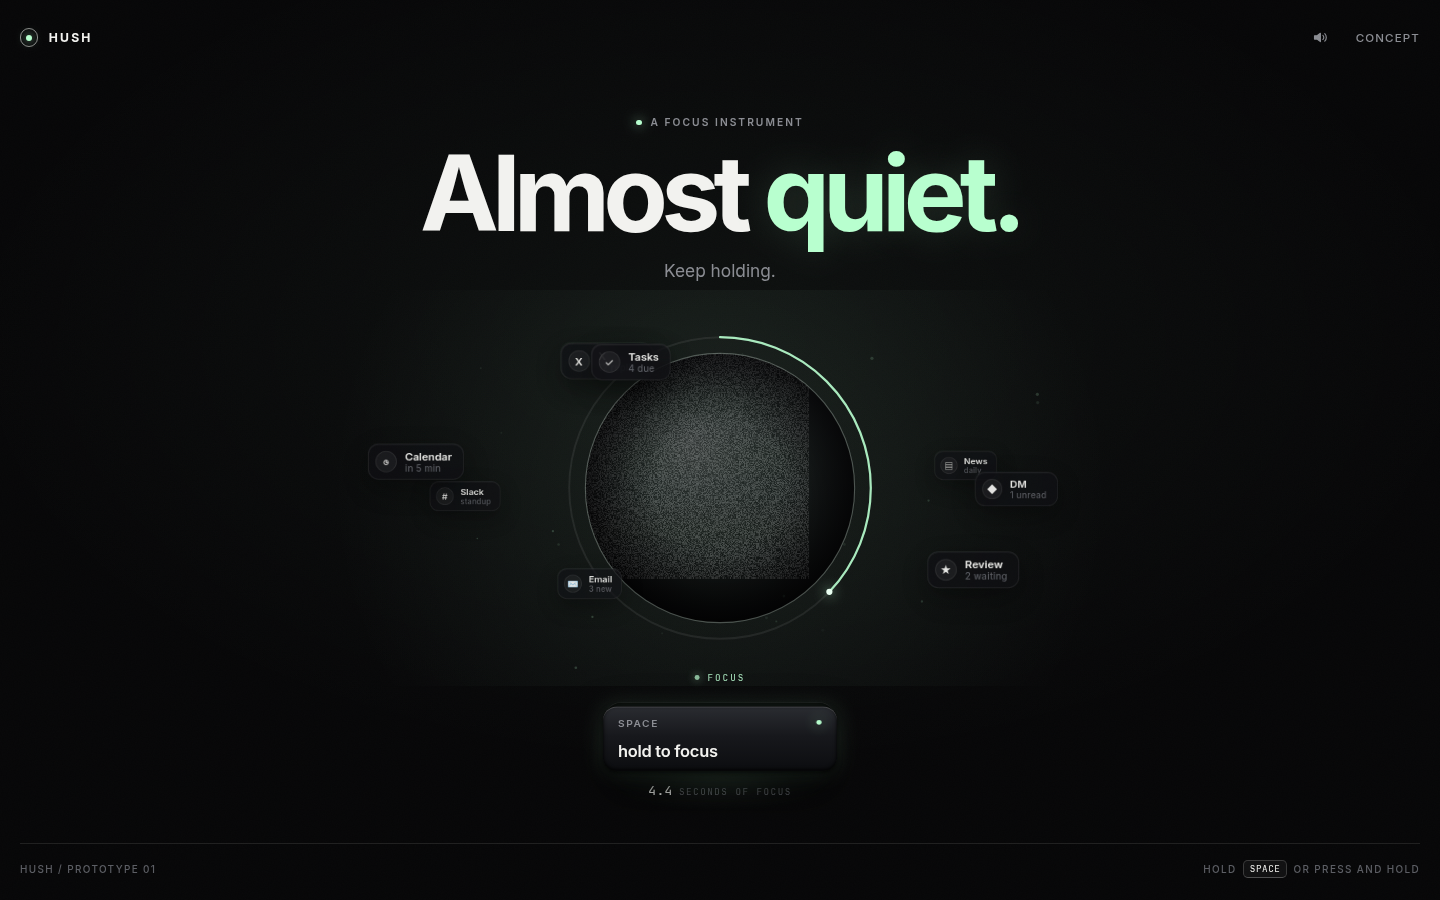 HUSH
CONCEPT
A FOCUS INSTRUMENT
Almost quiet.
Keep holding.
X
Tasks
4 due
Calendar
in 5 min
#
Slack
standup
News
daily
DM
1 unread
Email
3 new
Review
2 waiting
FOCUS
SPACE
hold to focus
4.4 SECONDS OF FOCUS
HUSH / PROTOTYPE 01
HOLD SPACE OR PRESS AND HOLD